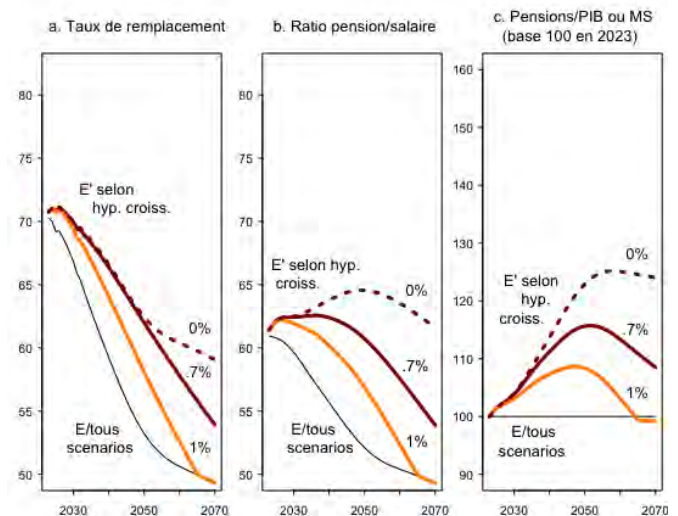 a. Taux de remplacement
80
75
70
65
60
55
50
2030
2050
2070
E' selon
hyp. croiss.
0%
.7%
1%
E/tous
scenarios
b. Ratio pension/salaire
80
75
70
65
60
55
50
2030
2050
2070
E' selon hyp.
croiss.
0%
.7%
1%
E/tous
scenarios
c. Pensions/PIB ou MS
(base 100 en 2023)
160
150
140
130
120
110
100
90
2030
2050
2070
0%
E' selon
hyp.
croiss.
.7%
1%
E/tous
scenarios